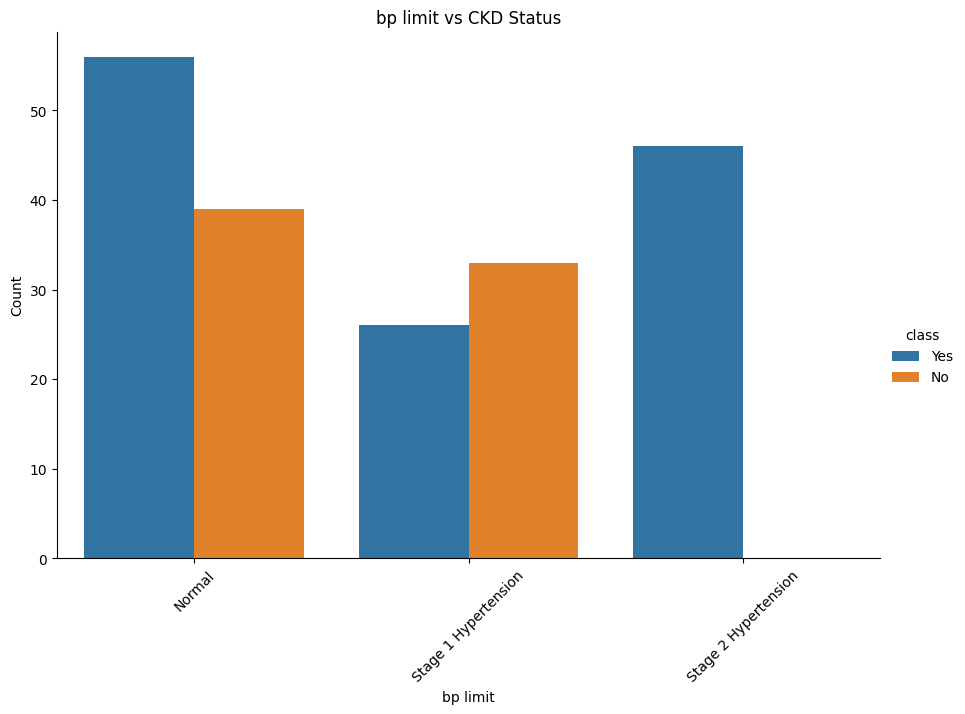 bp limit vs CKD Status
Count
50
40
30
20
10
0
Normal
Stage 1 Hypertension
Stage 2 Hypertension
bp limit
class
Yes
No